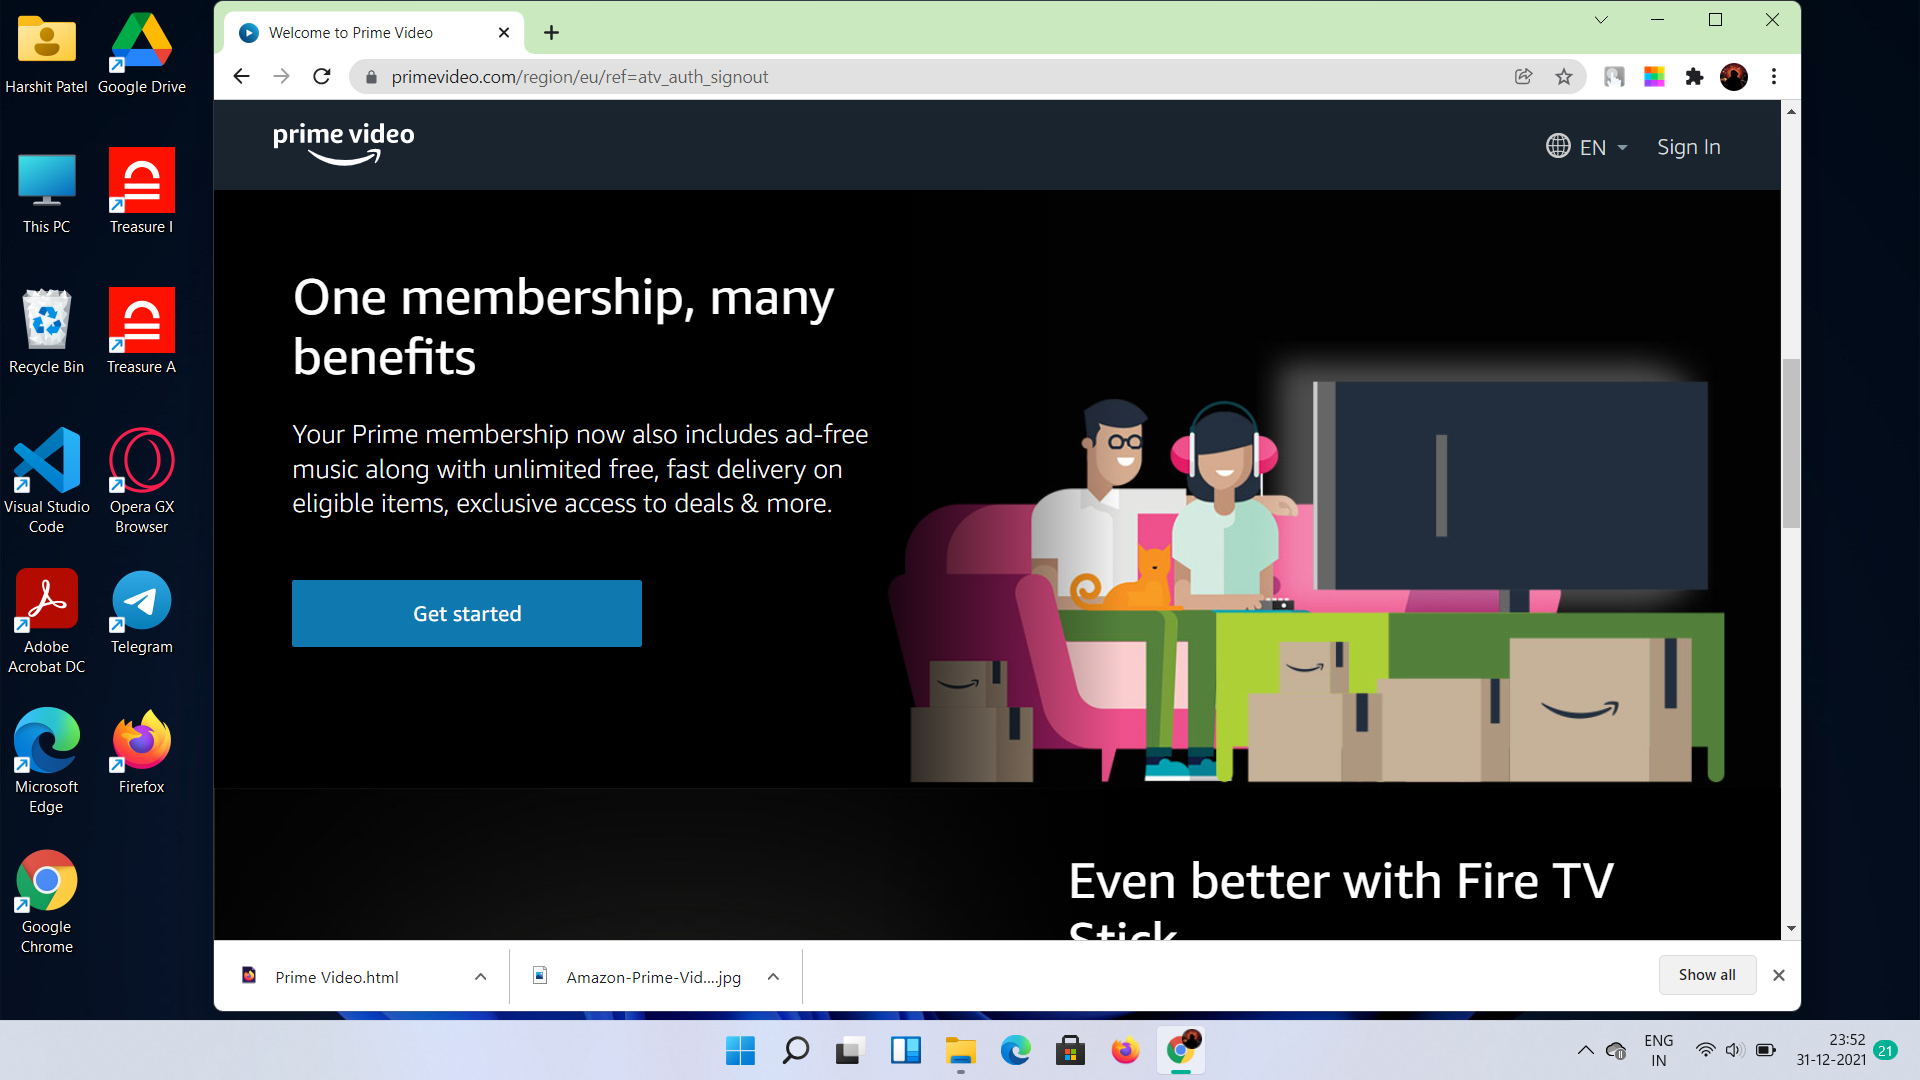 Harshit Patel
Google Drive
This PC
Treasure I
Recycle Bin
Treasure A
Visual Studio
Code
Opera GX
Browser
Adobe
Acrobat DC
Telegram
Microsoft
Edge
Firefox
Google
Chrome
Welcome to Prime Video
primevideo.com/region/eu/ref=atv_auth_signout
prime video
EN
Sign In
One membership, many
benefits
Your Prime membership now also includes ad-free
music along with unlimited free, fast delivery on
eligible items, exclusive access to deals & more.
Get started
Even better with Fire TV
Stick
Prime Video.html
Amazon-Prime-Vid....jpg
Show all
ENG
IN
23:52
31-12-2021
21